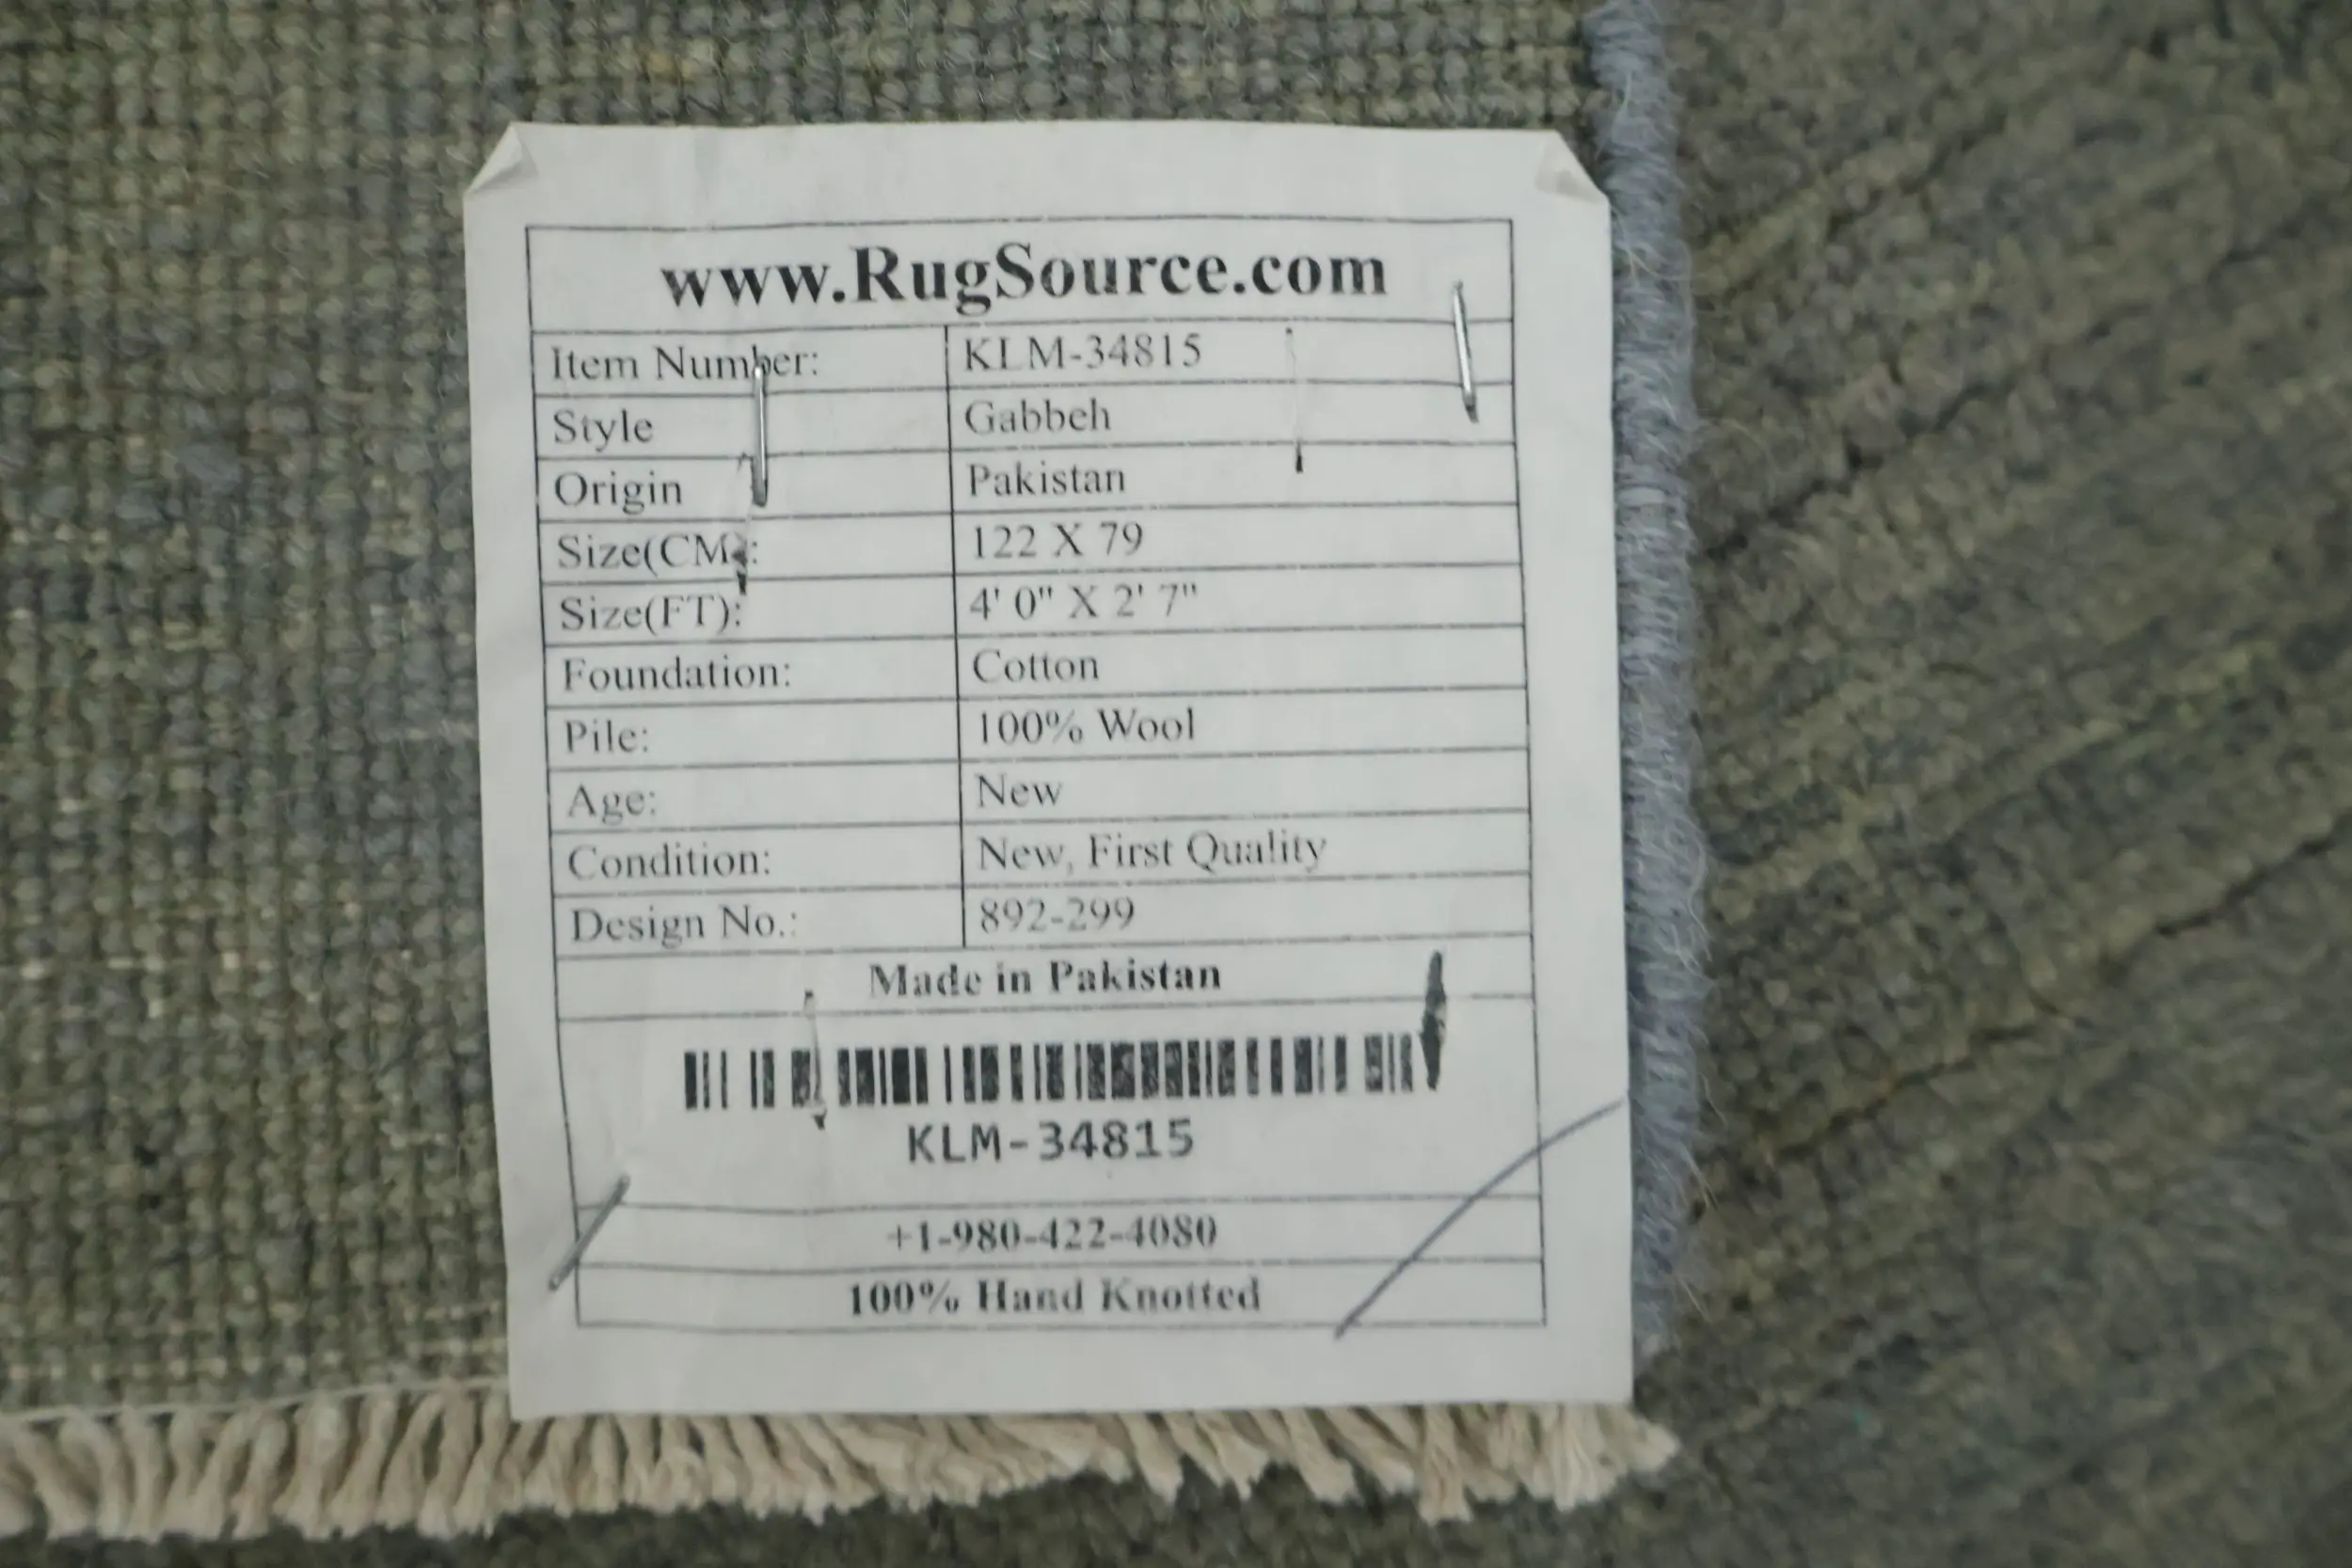 www.RugSource.com
Item Number: KLM-34815
Style Gabbeh
Origin Pakistan
Size(CM): 122 X 79
Size(FT): 4' 0" X 2' 7"
Foundation: Cotton
Pile: 100% Wool
Age: New
Condition: New, First Quality
Design No.: 892-299
Made in Pakistan
KLM-34815
+1-980-422-4080
100% Hand Knotted